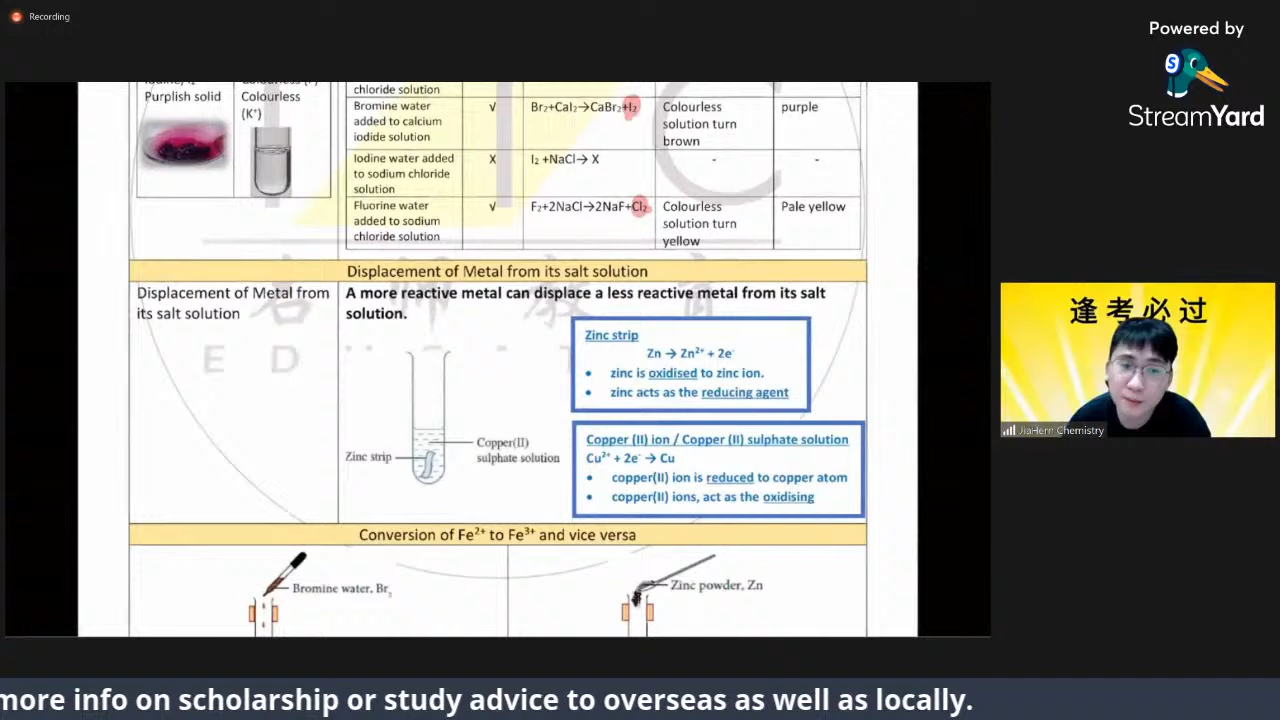 Recording
Powered by
StreamYard
Purplish solid
Colourless
(K⁺)
chloride solution
Bromine water
added to calcium
iodide solution
√
Br₂+CaI₂→CaBr₂+I₂
Colourless
solution turn
brown
purple
Iodine water added
to sodium chloride
solution
X
I₂ +NaCl→ X
-
-
Fluorine water
added to sodium
chloride solution
√
F₂+2NaCl→2NaF+Cl₂
Colourless
solution turn
yellow
Pale yellow
Displacement of Metal from its salt solution
Displacement of Metal from
its salt solution
A more reactive metal can displace a less reactive metal from its salt
solution.
Zinc strip
Zn → Zn²⁺ + 2e⁻
• zinc is oxidised to zinc ion.
• zinc acts as the reducing agent
Copper(II)
sulphate solution
Zinc strip
Copper (II) ion / Copper (II) sulphate solution
Cu²⁺ + 2e⁻ → Cu
• copper(II) ion is reduced to copper atom
• copper(II) ions, act as the oxidising
Conversion of Fe²⁺ to Fe³⁺ and vice versa
Bromine water, Br₂
Zinc powder, Zn
逢考必过
JiaHern Chemistry
more info on scholarship or study advice to overseas as well as locally.